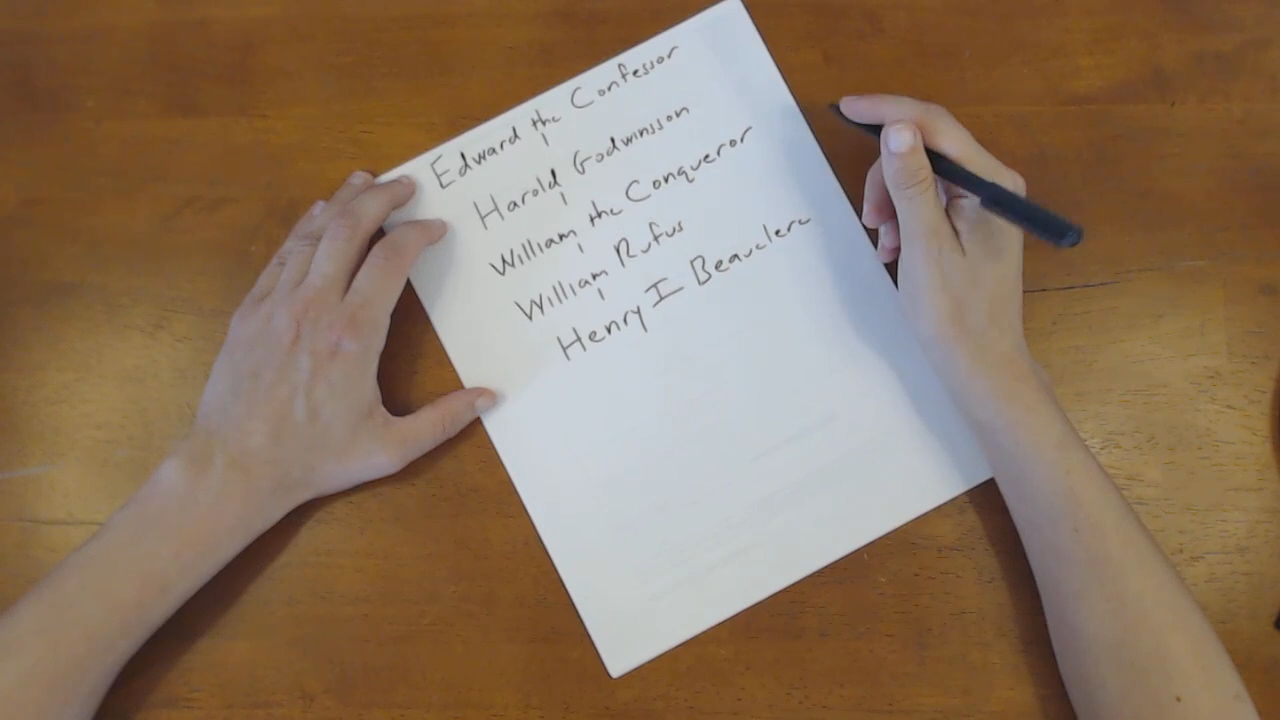 Edward the Confessor
Harold Godwinsson
William the Conqueror
William Rufus
Henry I Beauclerc